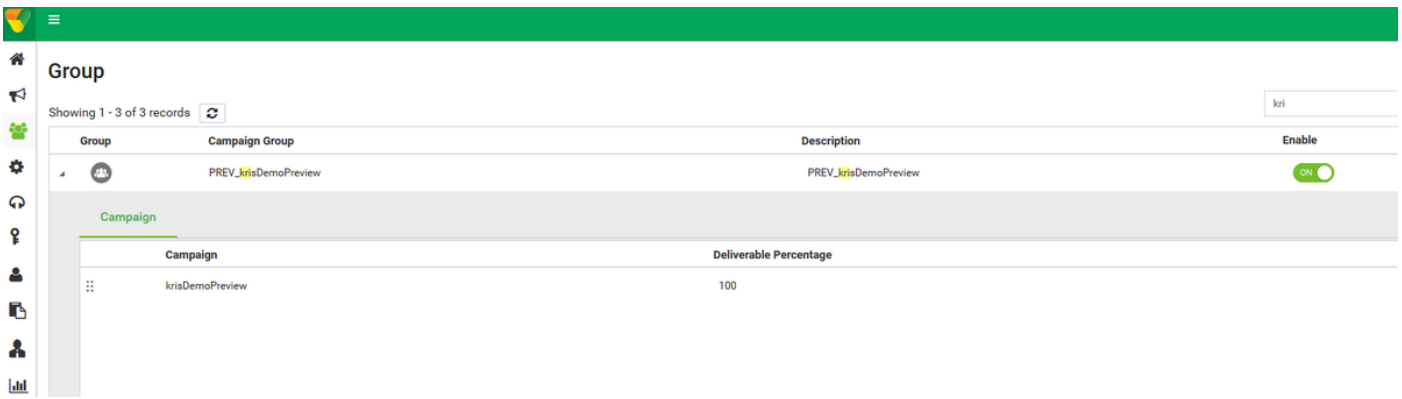 Group
Showing 1 - 3 of 3 records
kri
Group Campaign Group Description Enable
PREV_krisDemoPreview PREV_krisDemoPreview ON
Campaign
Campaign Deliverable Percentage
krisDemoPreview 100